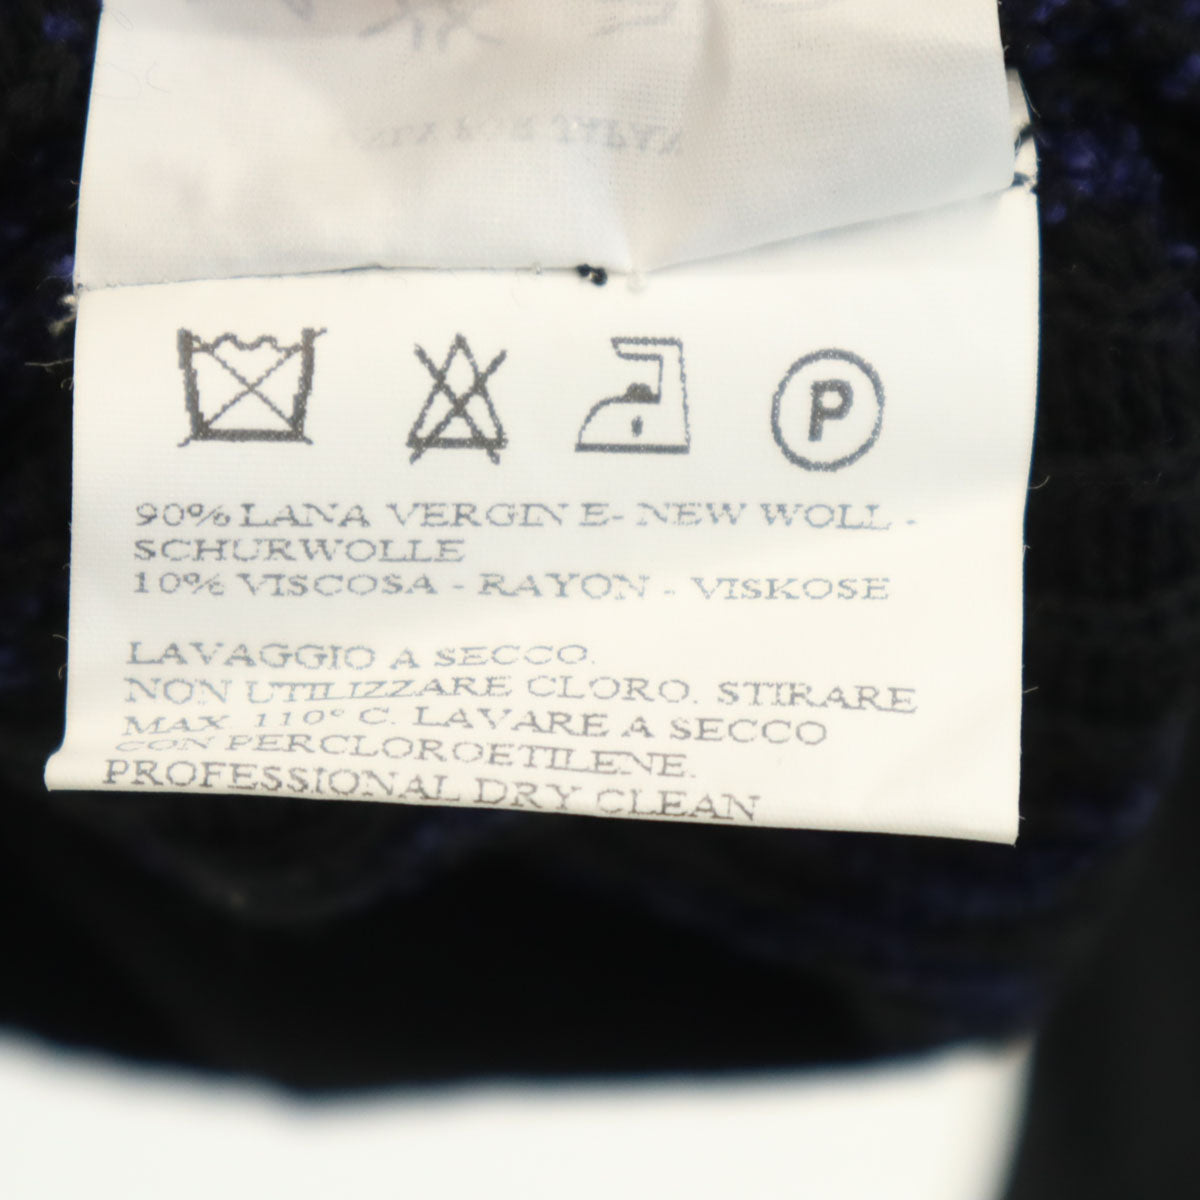 P
90% LANA VERGIN E- NEW WOLL -
SCHURWOLLE
10% VISCOSA - RAYON - VISKOSE
LAVAGGIO A SECCO.
NON UTILIZZARE CLORO. STIRARE
MAX 110° C. LAVARE A SECCO
CON PERCLOROETILENE.
PROFESSIONAL DRY CLEAN